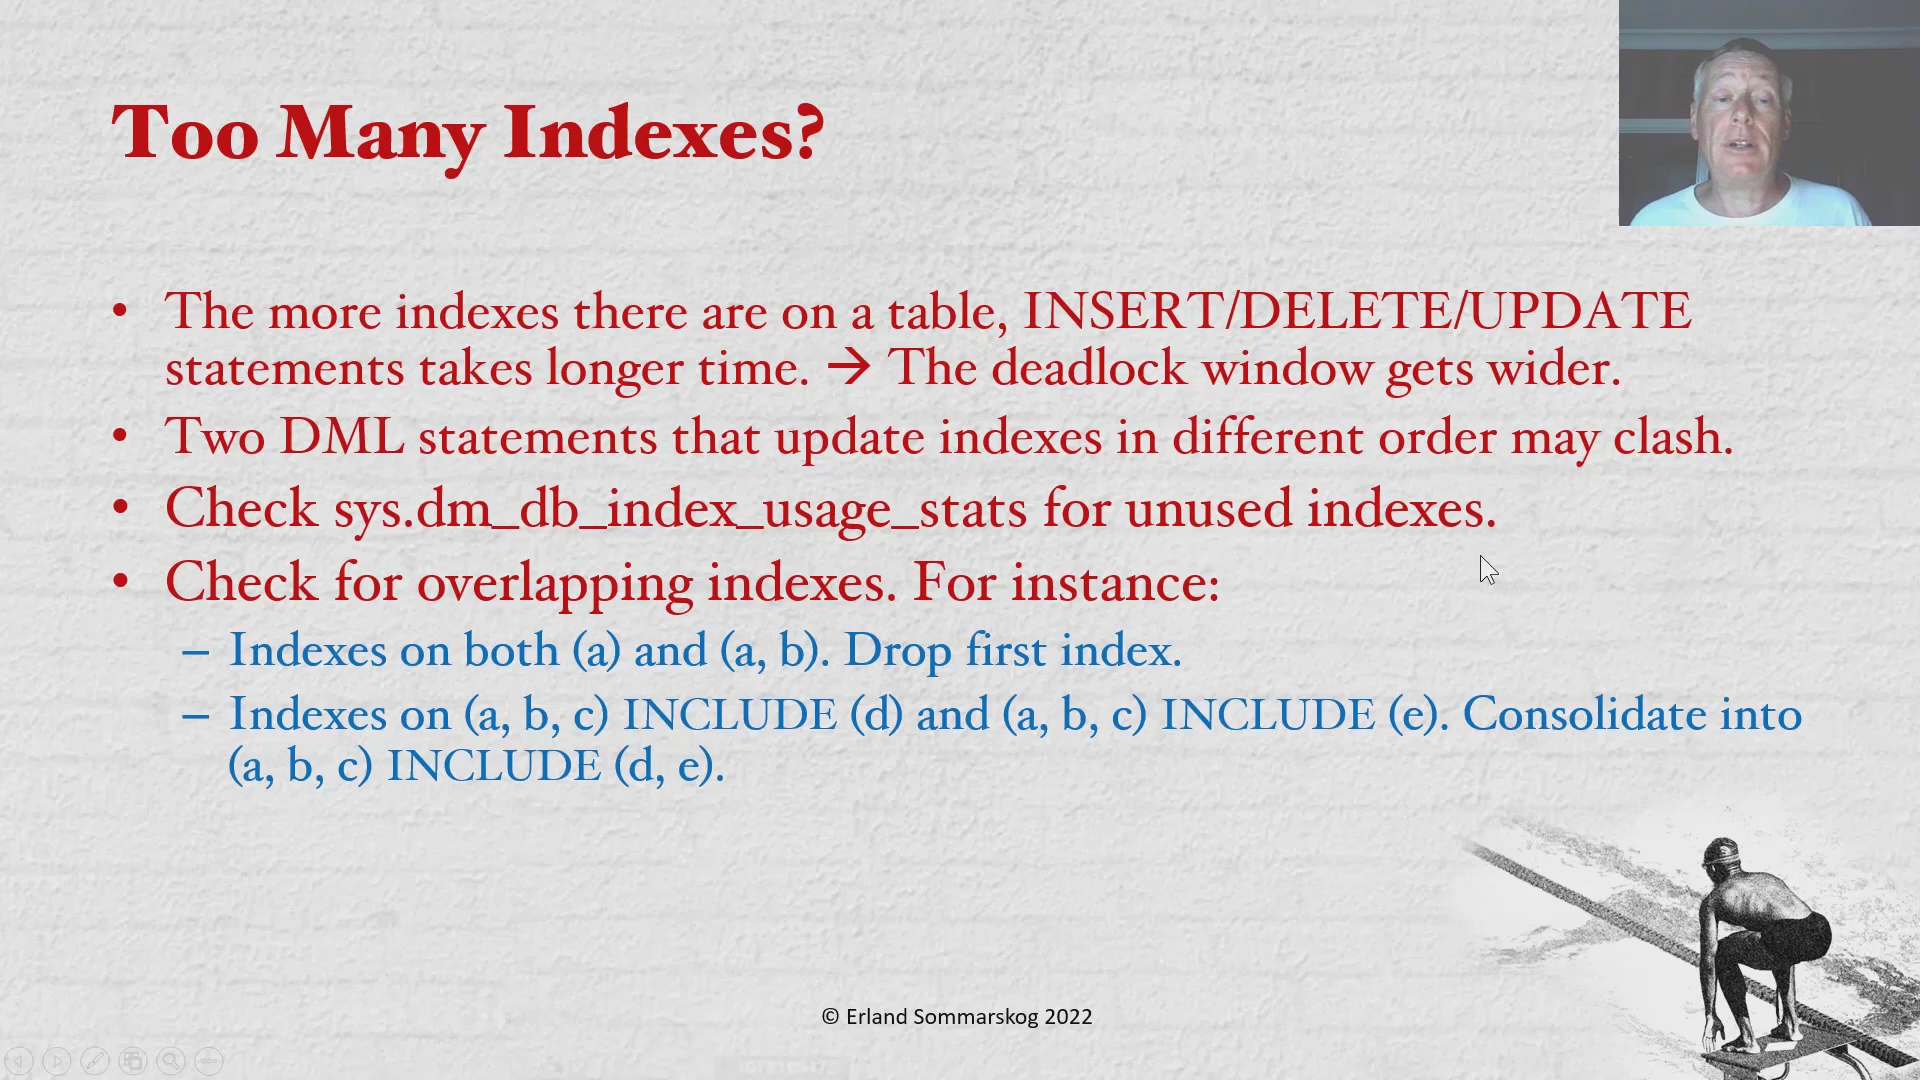 Too Many Indexes?
• The more indexes there are on a table, INSERT/DELETE/UPDATE
statements takes longer time. → The deadlock window gets wider.
• Two DML statements that update indexes in different order may clash.
• Check sys.dm_db_index_usage_stats for unused indexes.
• Check for overlapping indexes. For instance:
– Indexes on both (a) and (a, b). Drop first index.
– Indexes on (a, b, c) INCLUDE (d) and (a, b, c) INCLUDE (e). Consolidate into
(a, b, c) INCLUDE (d, e).
© Erland Sommarskog 2022